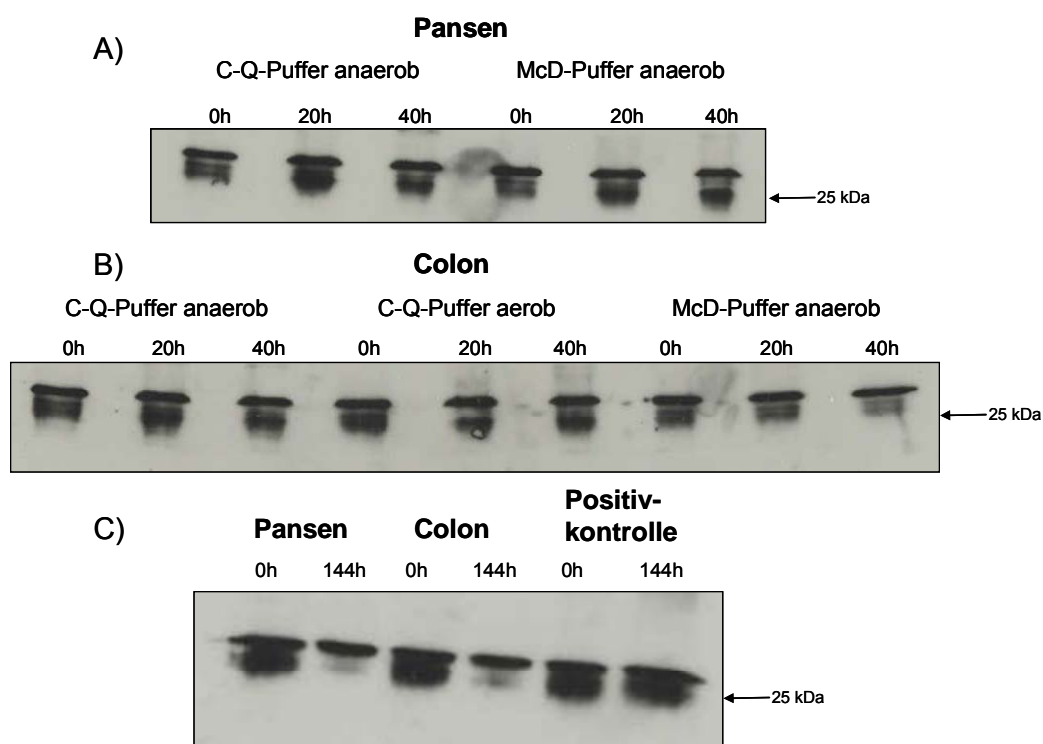 A)
Pansen
C-Q-Puffer anaerob McD-Puffer anaerob
0h 20h 40h 0h 20h 40h
25 kDa
B)
Colon
C-Q-Puffer anaerob C-Q-Puffer aerob McD-Puffer anaerob
0h 20h 40h 0h 20h 40h 0h 20h 40h
25 kDa
C)
Pansen Colon Positiv-
kontrolle
0h 144h 0h 144h 0h 144h
25 kDa